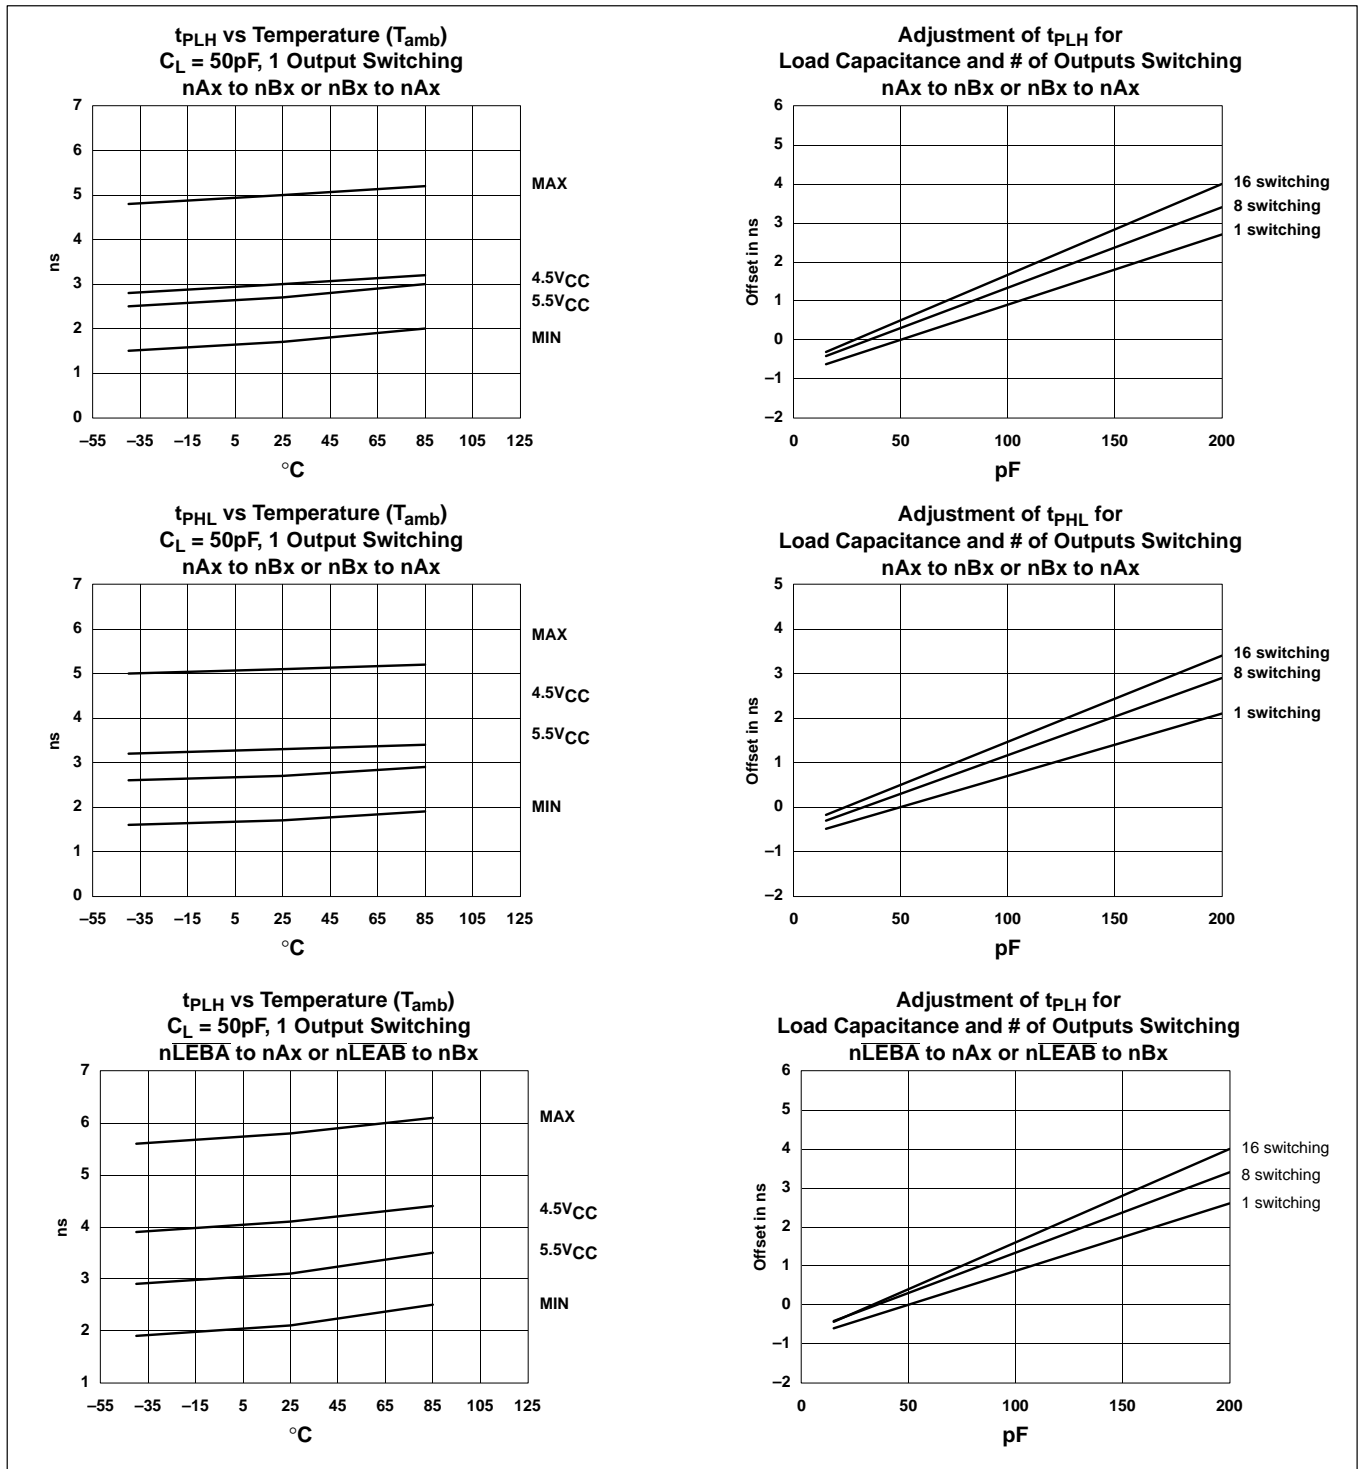 tPLH vs Temperature (Tamb)
CL = 50pF, 1 Output Switching
nAx to nBx or nBx to nAx
7
6
5
4
3
2
1
0
ns
MAX
4.5VCC
5.5VCC
MIN
–55 –35 –15 5 25 45 65 85 105 125
°C
Adjustment of tPLH for
Load Capacitance and # of Outputs Switching
nAx to nBx or nBx to nAx
6
5
4
3
2
1
0
–1
–2
Offset in ns
16 switching
8 switching
1 switching
0 50 100 150 200
pF
tPHL vs Temperature (Tamb)
CL = 50pF, 1 Output Switching
nAx to nBx or nBx to nAx
7
6
5
4
3
2
1
0
ns
MAX
4.5VCC
5.5VCC
MIN
–55 –35 –15 5 25 45 65 85 105 125
°C
Adjustment of tPHL for
Load Capacitance and # of Outputs Switching
nAx to nBx or nBx to nAx
5
4
3
2
1
0
–1
–2
Offset in ns
16 switching
8 switching
1 switching
0 50 100 150 200
pF
tPLH vs Temperature (Tamb)
CL = 50pF, 1 Output Switching
nLEBA to nAx or nLEAB to nBx
7
6
5
4
3
2
1
ns
MAX
4.5VCC
5.5VCC
MIN
–55 –35 –15 5 25 45 65 85 105 125
°C
Adjustment of tPLH for
Load Capacitance and # of Outputs Switching
nLEBA to nAx or nLEAB to nBx
6
5
4
3
2
1
0
–1
–2
Offset in ns
16 switching
8 switching
1 switching
0 50 100 150 200
pF